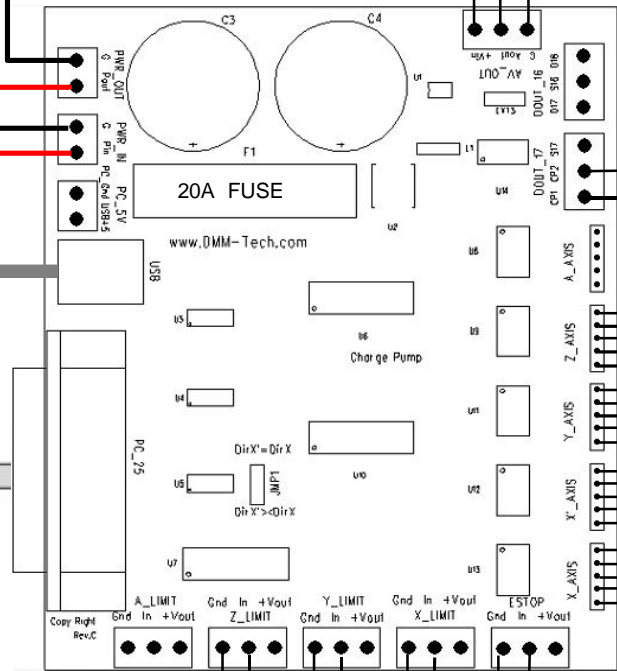 C3
C4
G Aout Vin+
AV_OUT
G
Pout
PWR_OUT
U1
Ext5
D16
S16
D17
DOUT_16
G
Pin
PWR_IN
F1
L1
S17
CP2
CP1
DOUT_17
PC_Gnd USB+5
PC_5V
20A FUSE
U2
U14
www.DMM-Tech.com
USB
U8
A_AXIS
U3
U6
U9
Z_AXIS
Charge Pump
U4
U11
Y_AXIS
PC_25
DirX'=DirX
U5
JMP1
U10
U12
X'_AXIS
DirX'><DirX
U7
U13
X_AXIS
A_LIMIT
Gnd In +Vout
Gnd In +Vout
Z_LIMIT
Y_LIMIT
Gnd In +Vout
Gnd In +Vout
X_LIMIT
ESTOP
Gnd In +Vout
Copy Right
Rev.C